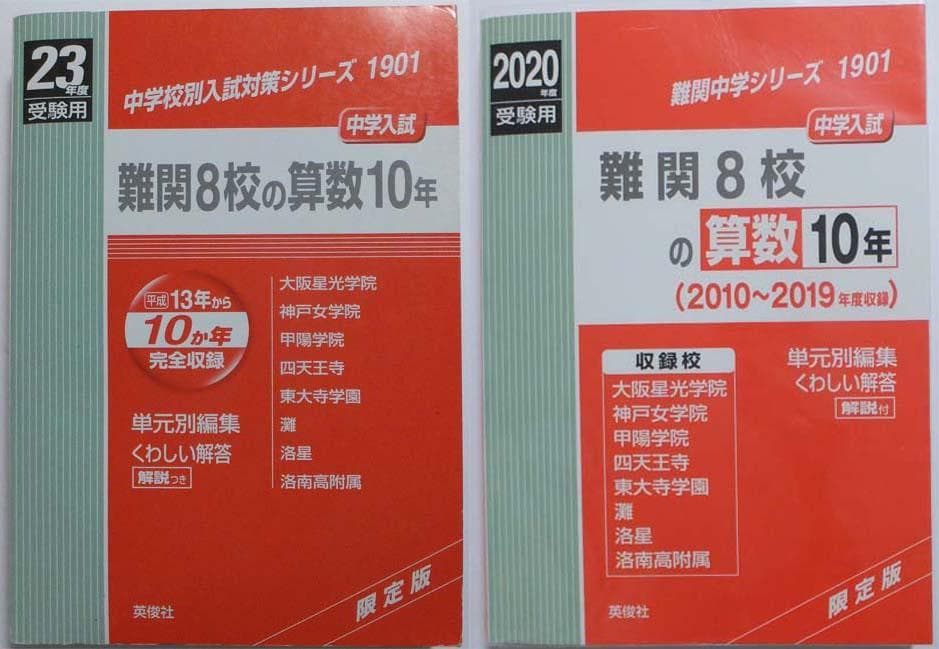 23年度
受験用
中学校別入試対策シリーズ 1901
中学入試
難関8校の算数10年
平成13年から
10か年
完全収録
大阪星光学院
神戸女学院
甲陽学院
四天王寺
東大寺学園
灘
洛星
洛南高附属
単元別編集
くわしい解答
解説つき
限定版
英俊社
2020年度
受験用
難関中学シリーズ 1901
中学入試
難関8校
の算数10年
(2010～2019年度収録)
収録校
大阪星光学院
神戸女学院
甲陽学院
四天王寺
東大寺学園
灘
洛星
洛南高附属
単元別編集
くわしい解答
解説付
限定版
英俊社